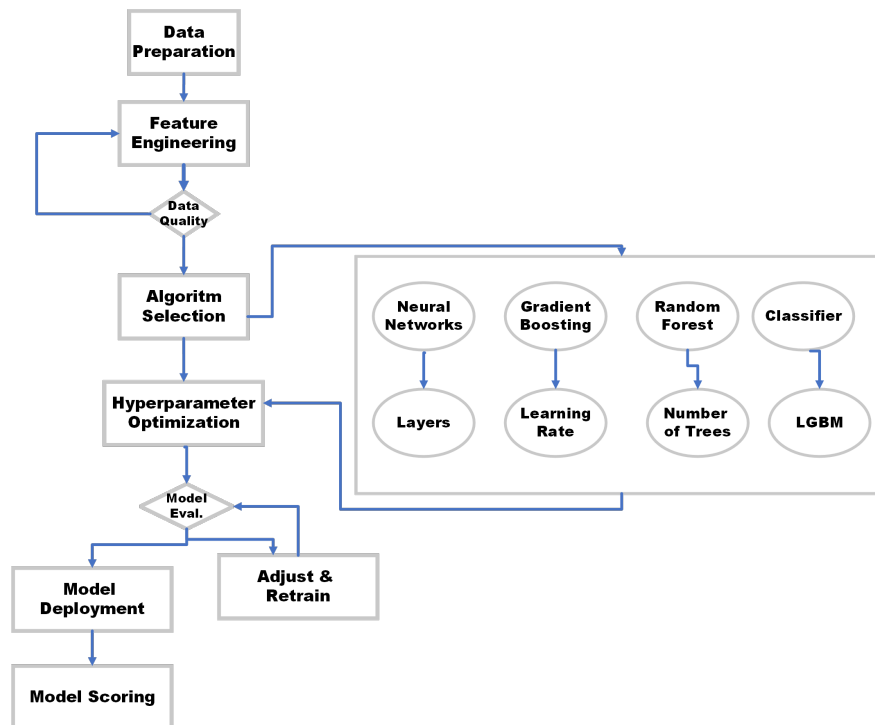 Data
Preparation
Feature
Engineering
Data
Quality
Algoritm
Selection
Neural
Networks
Gradient
Boosting
Random
Forest
Classifier
Layers
Learning
Rate
Number
of Trees
LGBM
Hyperparameter
Optimization
Model
Eval.
Model
Deployment
Adjust &
Retrain
Model Scoring